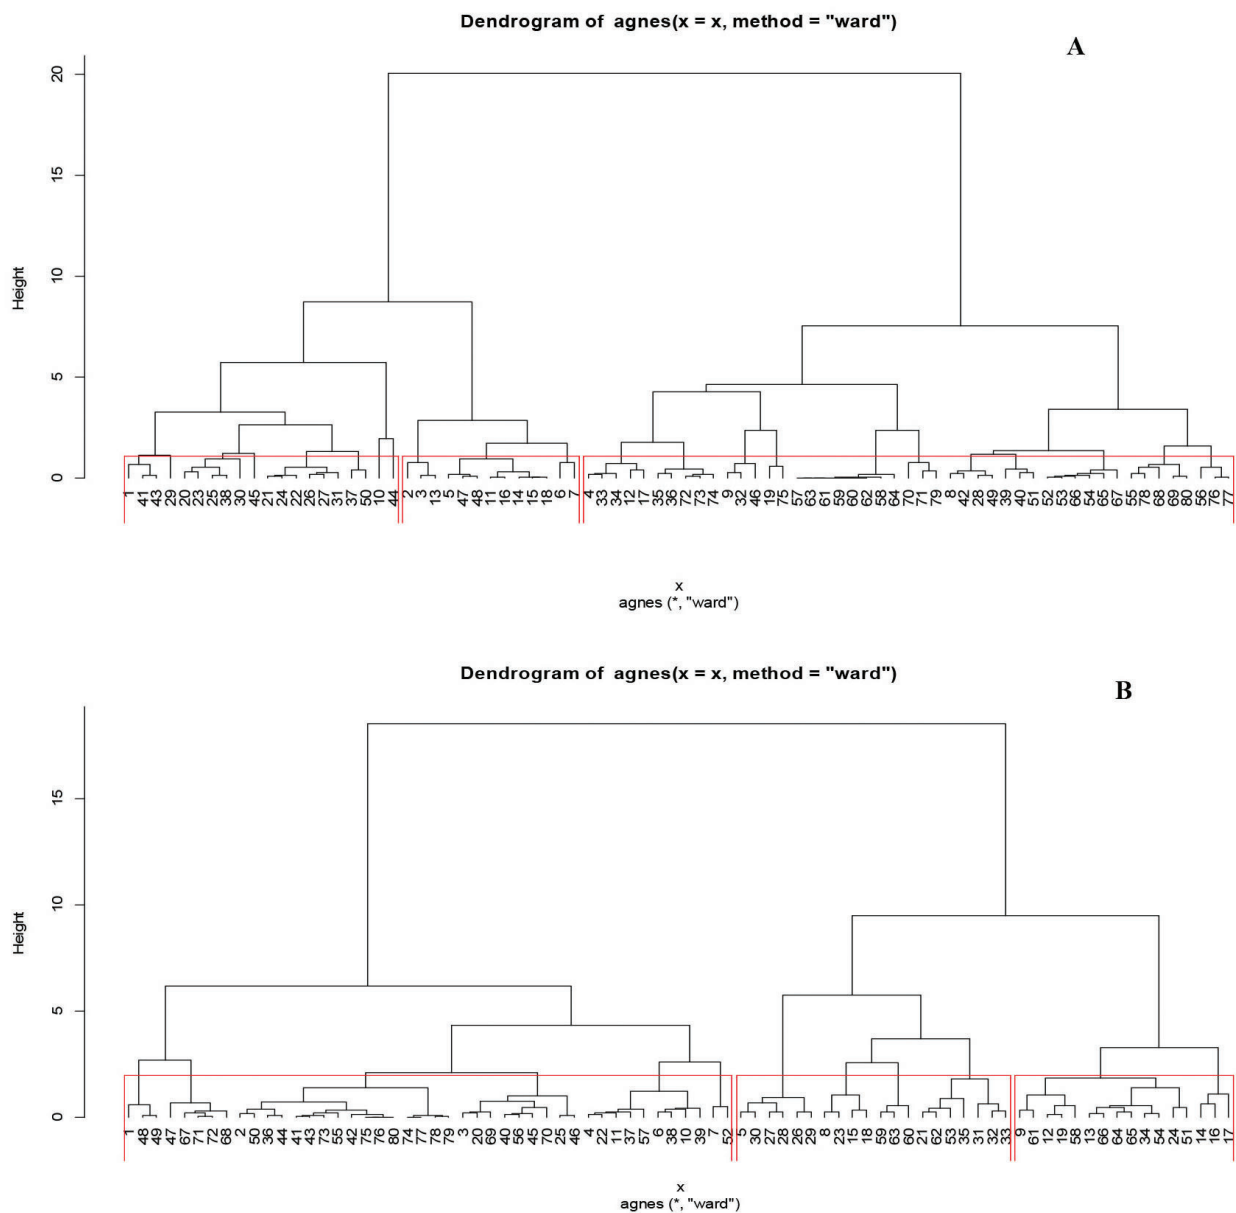 Dendrogram of agnes(x = x, method = "ward")
A
20
15
10
5
0
Height
1 41 43 29 20 23 25 38 30 45 21 24 22 26 27 31 37 50 10 44 2 3 13 5 47 48 11 16 14 15 18 6 7 4 33 34 12 17 35 36 72 73 74 9 32 46 19 75 57 63 61 59 60 62 58 64 70 71 79 8 42 28 49 39 40 51 52 53 66 54 65 67 55 78 68 69 80 56 76 77
x
agnes (*, "ward")
Dendrogram of agnes(x = x, method = "ward")
B
15
10
5
0
Height
1 48 49 47 67 71 72 68 2 50 36 44 41 43 73 55 42 75 76 80 74 77 78 79 3 20 69 40 56 45 70 25 46 4 22 11 37 57 6 38 10 39 7 52 5 30 27 28 26 29 8 23 15 18 59 63 60 21 62 53 35 31 32 33 9 61 12 19 58 13 66 64 65 34 54 24 51 14 16 17
x
agnes (*, "ward")